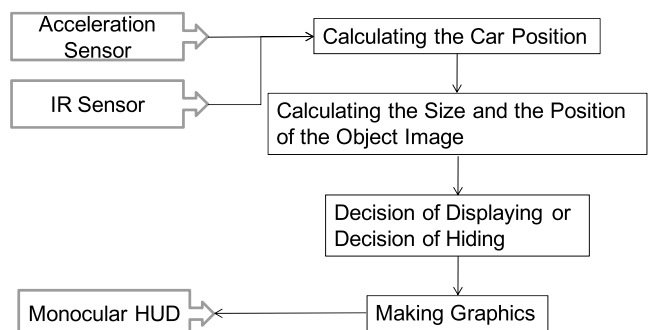 Acceleration
Sensor
Calculating the Car Position
IR Sensor
Calculating the Size and the Position
of the Object Image
Decision of Displaying or
Decision of Hiding
Monocular HUD
Making Graphics